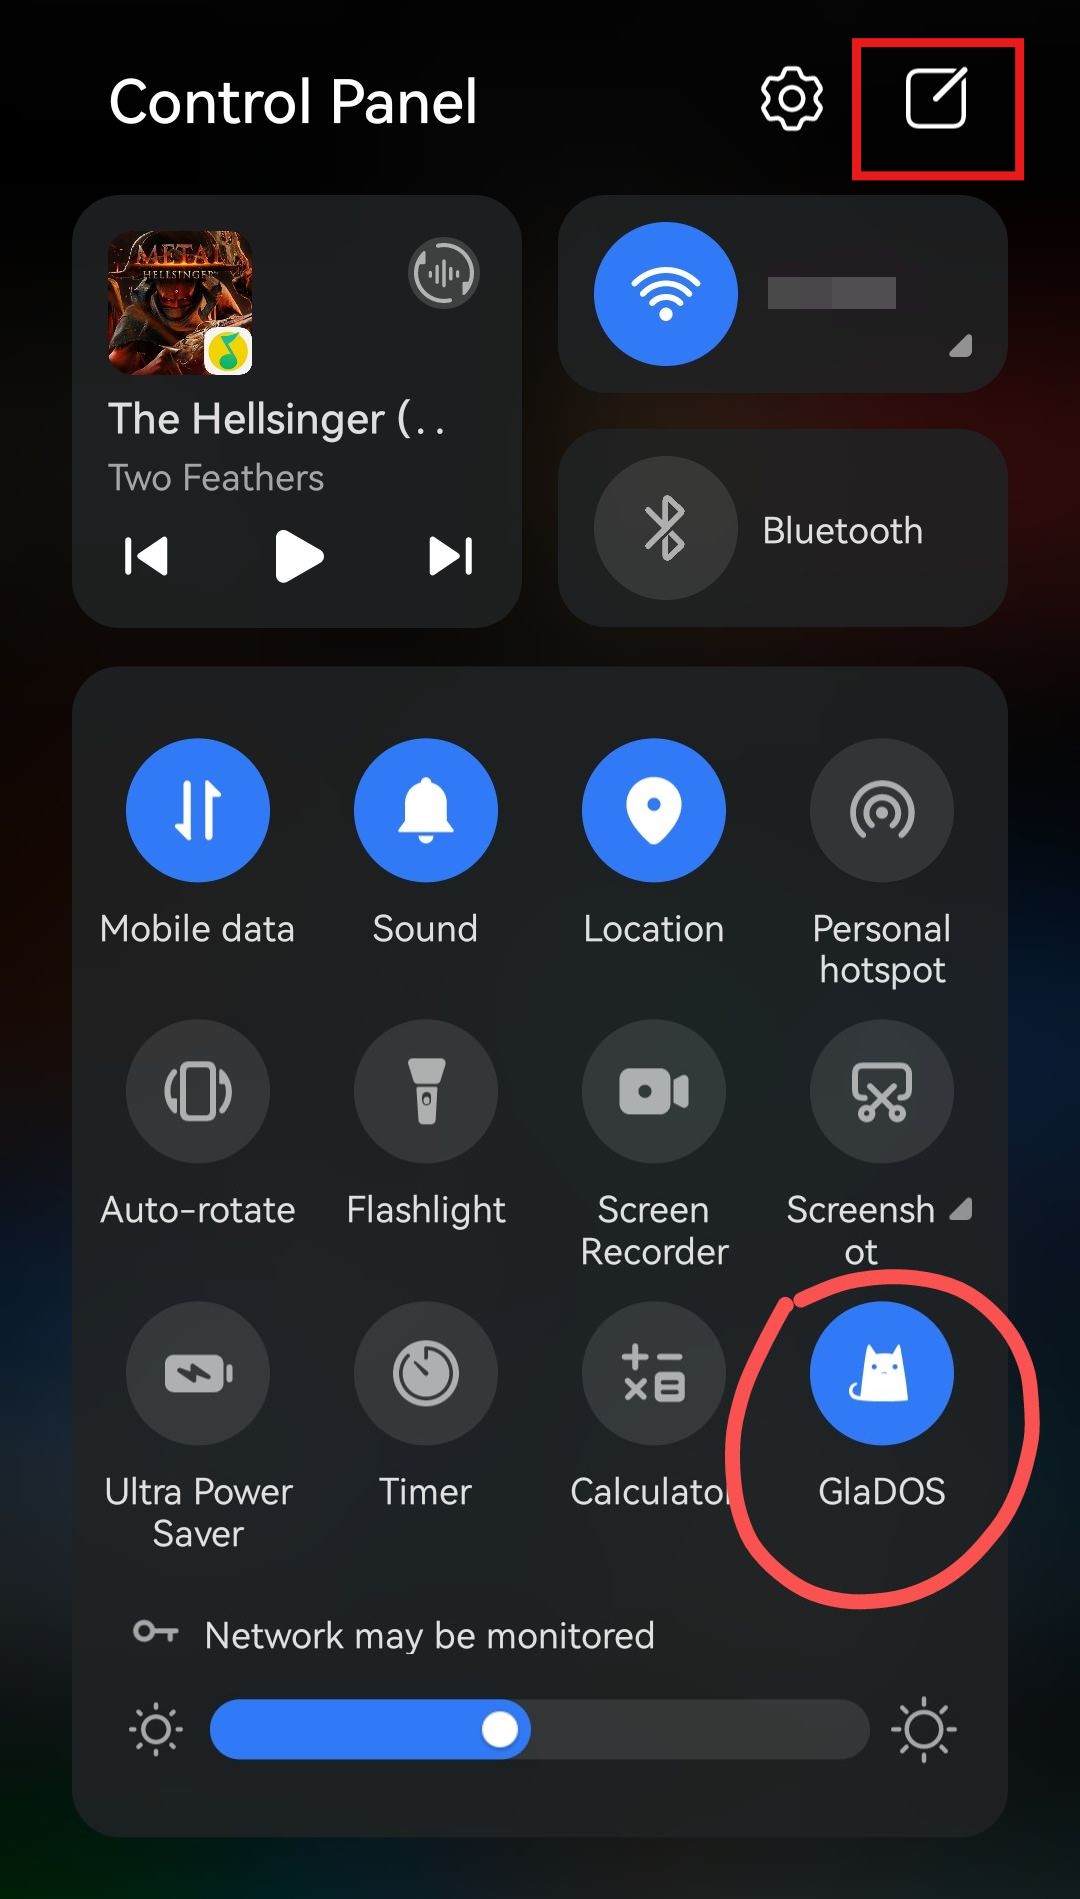 Control Panel
METAL
HELLSINGER
The Hellsinger (. .
Two Feathers
Bluetooth
Mobile data
Sound
Location
Personal
hotspot
Auto-rotate
Flashlight
Screen
Recorder
Screensh
ot
Ultra Power
Saver
Timer
Calculator
GlaDOS
Network may be monitored